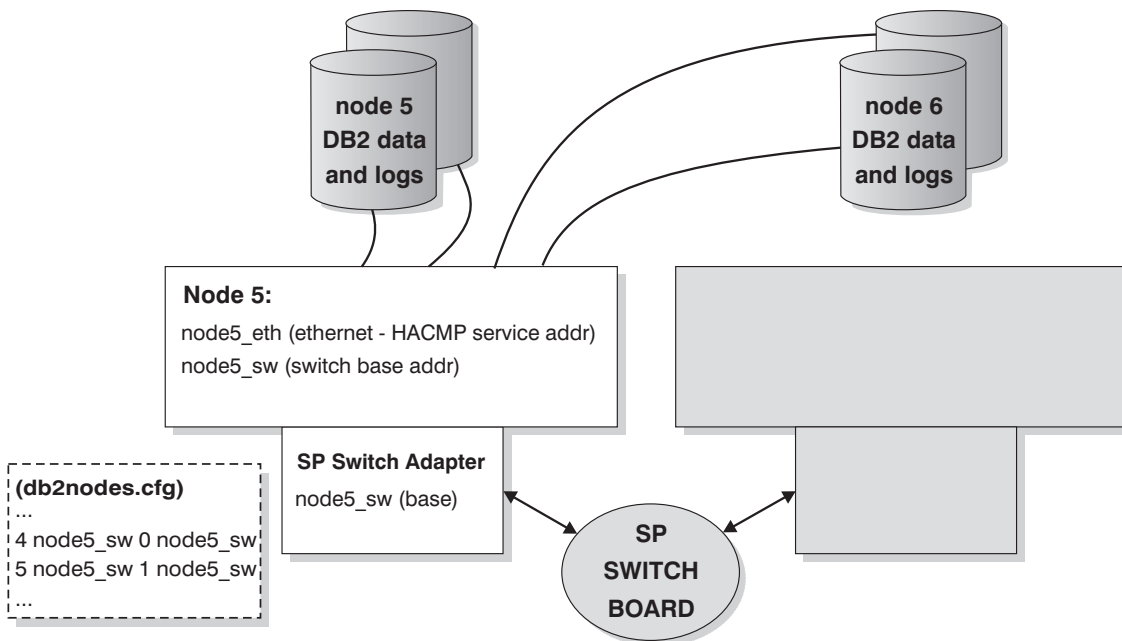 node 5
DB2 data
and logs
node 6
DB2 data
and logs
Node 5:
node5_eth (ethernet - HACMP service addr)
node5_sw (switch base addr)
SP Switch Adapter
node5_sw (base)
(db2nodes.cfg)
...
4 node5_sw 0 node5_sw
5 node5_sw 1 node5_sw
...
SP
SWITCH
BOARD